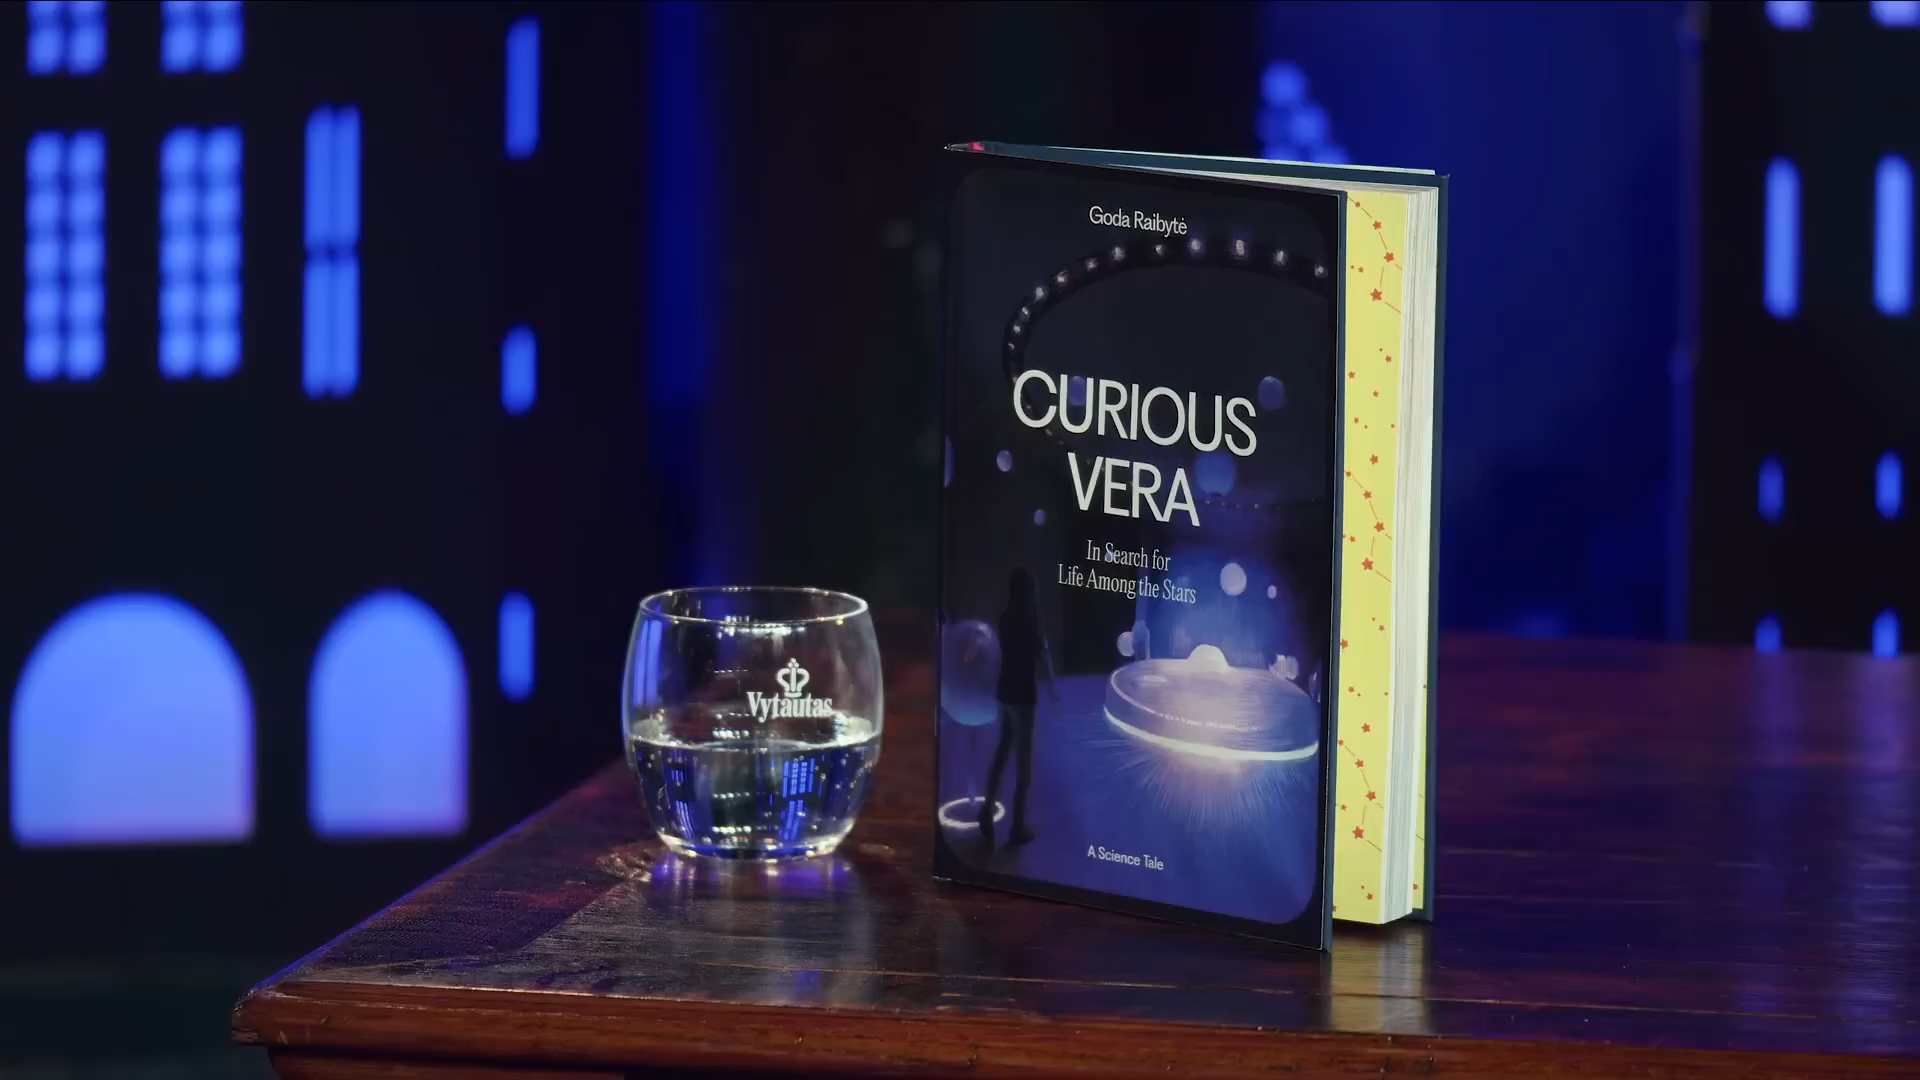 Goda Raibytė
CURIOUS
VERA
In Search for
Life Among the Stars
A Science Tale
Vytautas